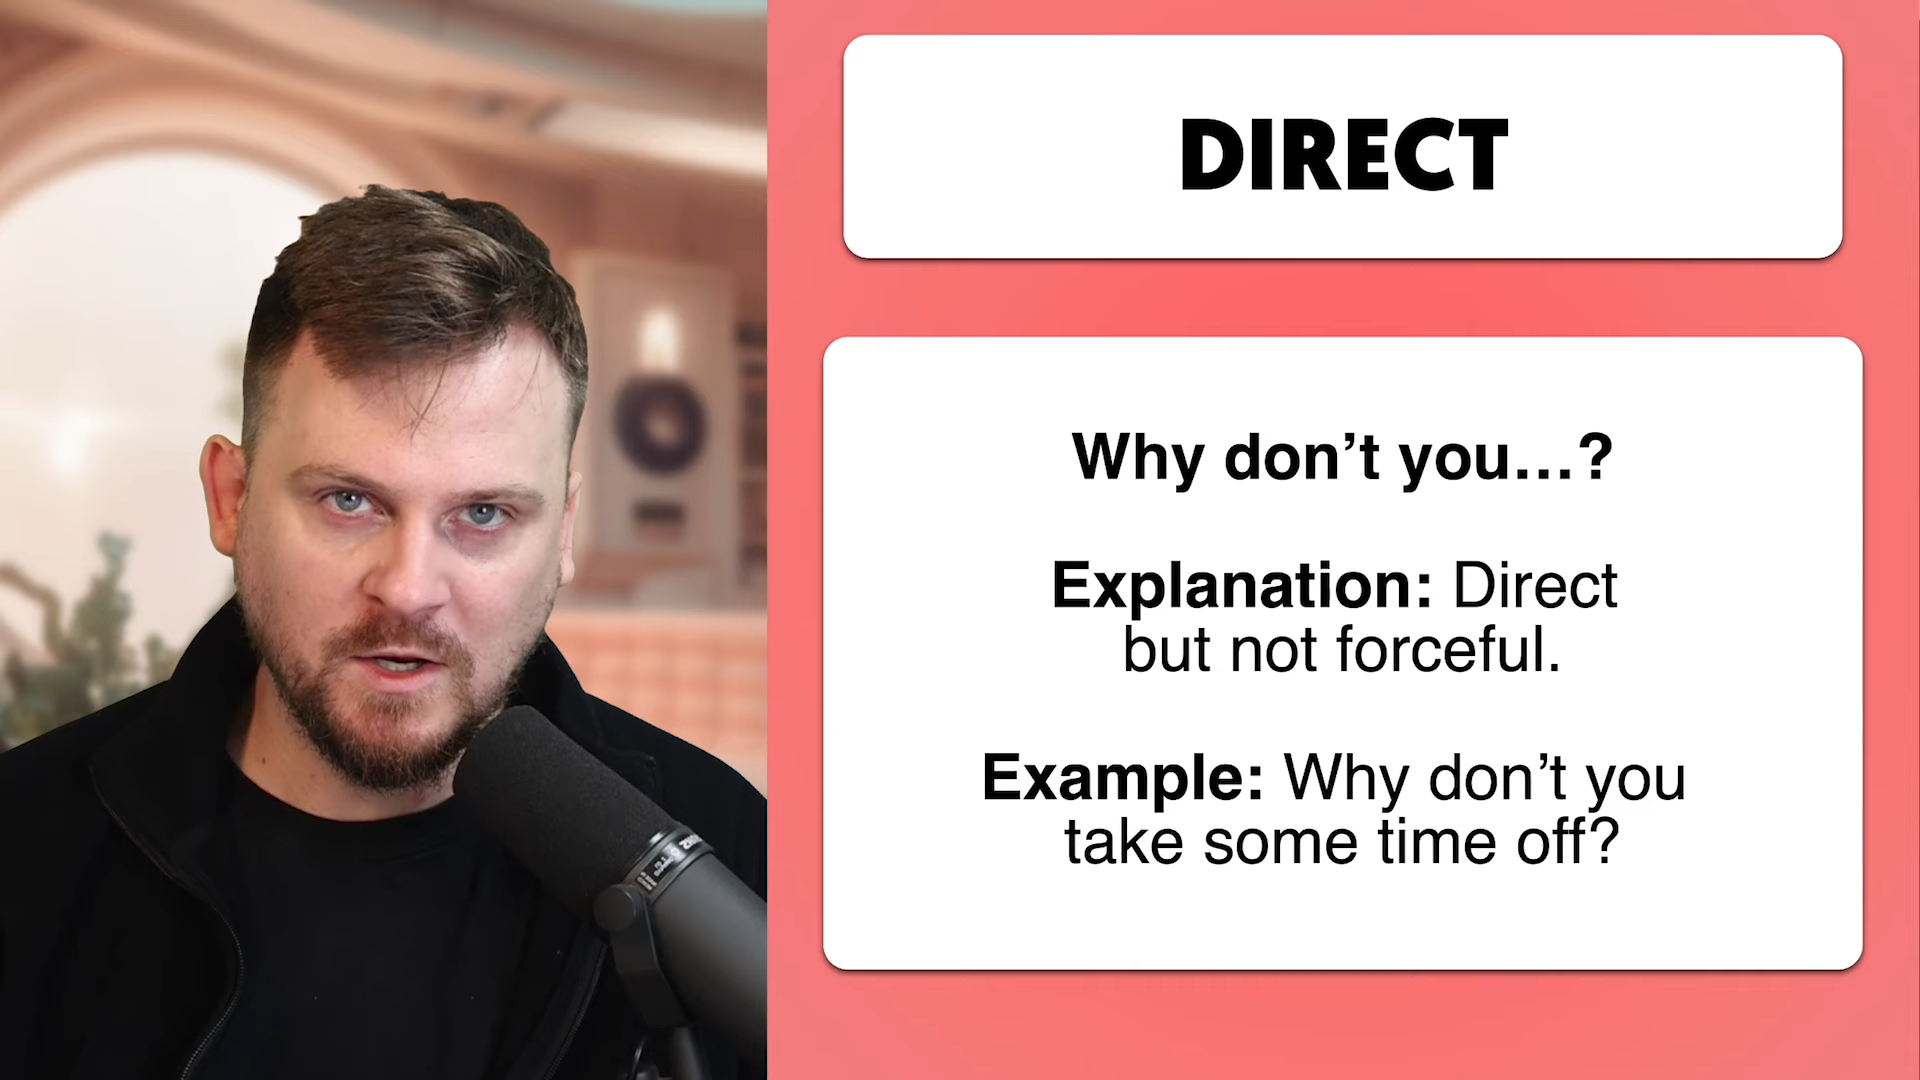 DIRECT
Why don’t you…?
Explanation: Direct
but not forceful.
Example: Why don’t you
take some time off?